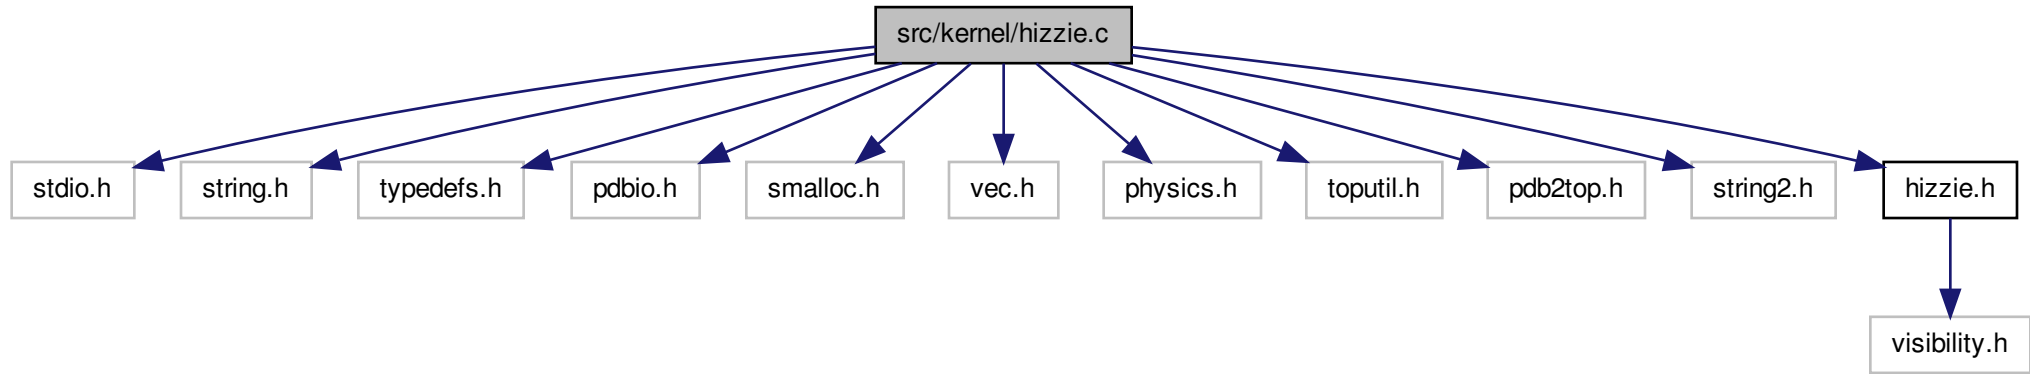 src/kernel/hizzie.c
stdio.h
string.h
typedefs.h
pdbio.h
smalloc.h
vec.h
physics.h
toputil.h
pdb2top.h
string2.h
hizzie.h
visibility.h